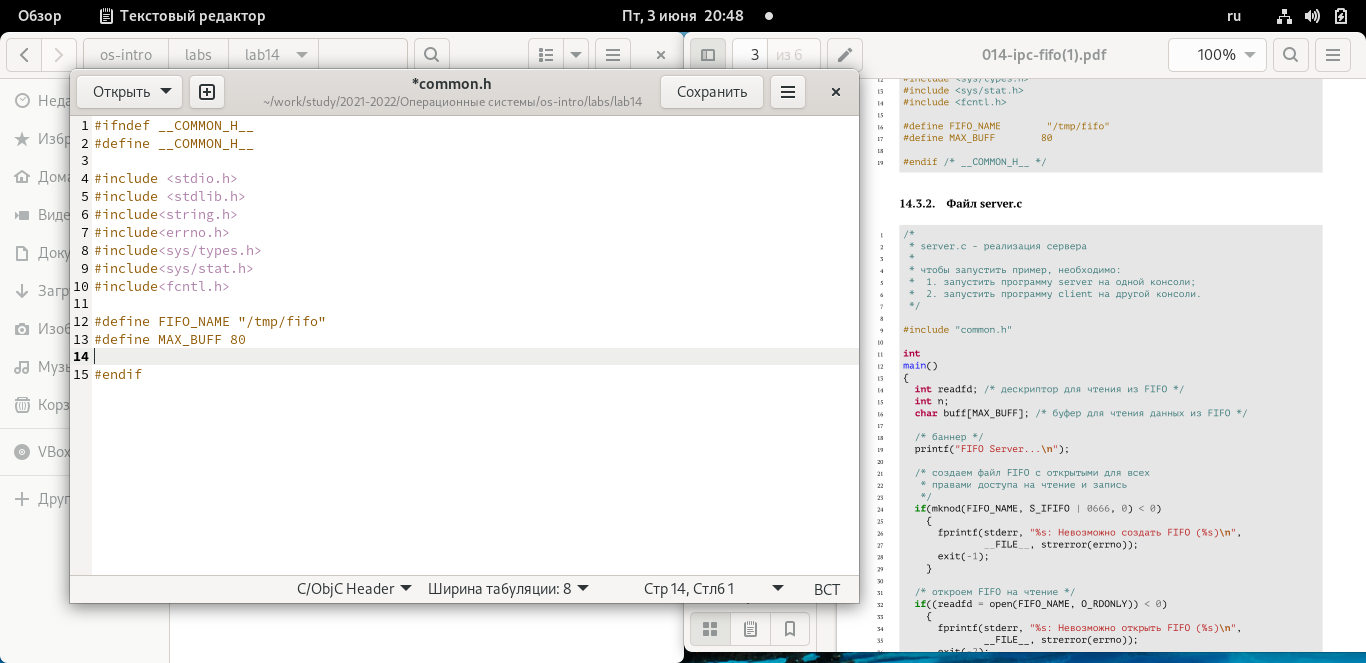 Обзор Текстовый редактор Пт, 3 июня 20:48 ru
os-intro labs lab14
3 из 6 014-ipc-fifo(1).pdf 100%
Открыть *common.h Сохранить
~/work/study/2021-2022/Операционные системы/os-intro/labs/lab14
Неда
Избр
Дома
Виде
Доку
Загр
Изоб
Музы
Корз
VBox
Друг
1 #ifndef __COMMON_H__
2 #define __COMMON_H__
3
4 #include <stdio.h>
5 #include <stdlib.h>
6 #include<string.h>
7 #include<errno.h>
8 #include<sys/types.h>
9 #include<sys/stat.h>
10 #include<fcntl.h>
11
12 #define FIFO_NAME "/tmp/fifo"
13 #define MAX_BUFF 80
14
15 #endif
C/ObjC Header Ширина табуляции: 8 Стр 14, Стлб 1 ВСТ
12 #include <sys/types.h>
13 #include <sys/stat.h>
14 #include <fcntl.h>
15
16 #define FIFO_NAME "/tmp/fifo"
17 #define MAX_BUFF 80
18
19 #endif /* __COMMON_H__ */
14.3.2. Файл server.c
1 /*
2 * server.c - реализация сервера
3 *
4 * чтобы запустить пример, необходимо:
5 * 1. запустить программу server на одной консоли;
6 * 2. запустить программу client на другой консоли.
7 */
8
9 #include "common.h"
10
11 int
12 main()
13 {
14 int readfd; /* дескриптор для чтения из FIFO */
15 int n;
16 char buff[MAX_BUFF]; /* буфер для чтения данных из FIFO */
17
18 /* баннер */
19 printf("FIFO Server...\n");
20
21 /* создаем файл FIFO с открытыми для всех
22 * правами доступа на чтение и запись
23 */
24 if(mknod(FIFO_NAME, S_IFIFO | 0666, 0) < 0)
25 {
26 fprintf(stderr, "%s: Невозможно создать FIFO (%s)\n",
27 __FILE__, strerror(errno));
28 exit(-1);
29 }
30
31 /* откроем FIFO на чтение */
32 if((readfd = open(FIFO_NAME, O_RDONLY)) < 0)
33 {
34 fprintf(stderr, "%s: Невозможно открыть FIFO (%s)\n",
35 __FILE__, strerror(errno));
exit(-2);